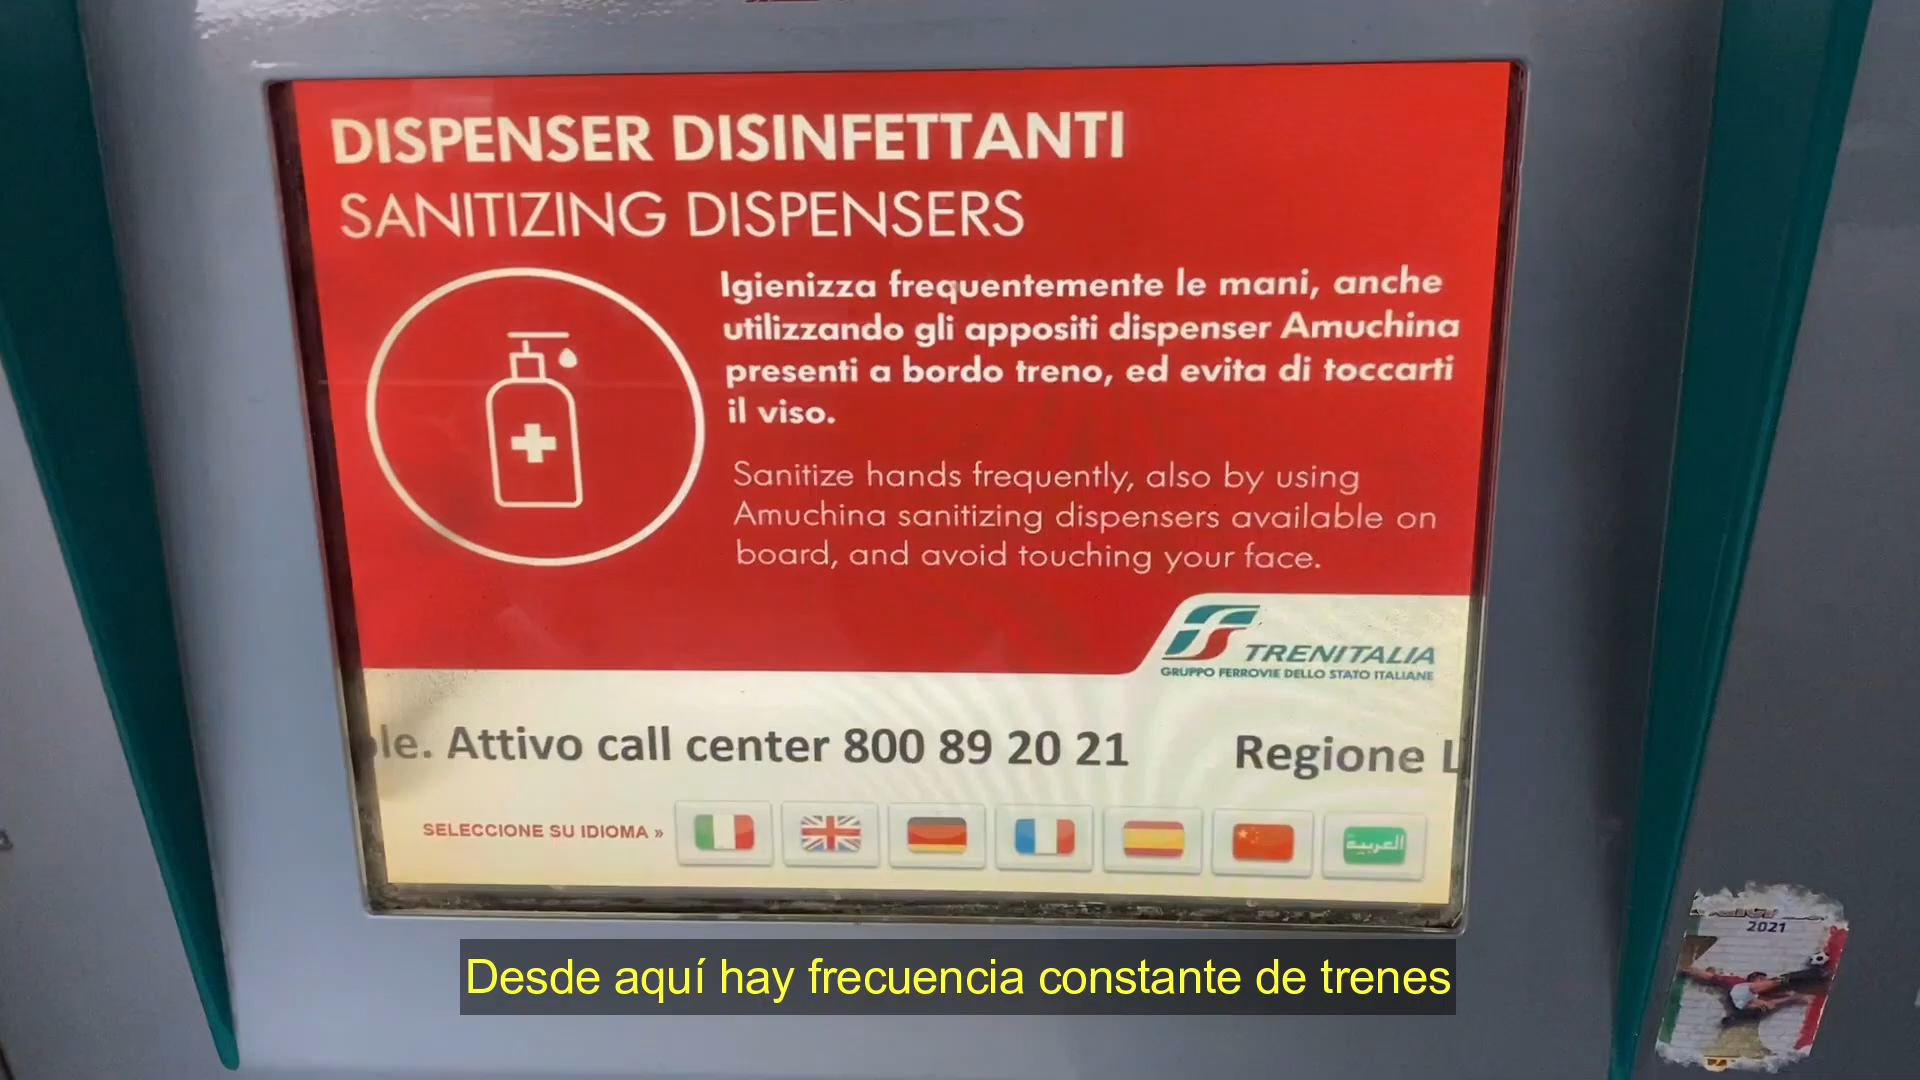 DISPENSER DISINFETTANTI
SANITIZING DISPENSERS
Igienizza frequentemente le mani, anche
utilizzando gli appositi dispenser Amuchina
presenti a bordo treno, ed evita di toccarti
il viso.
Sanitize hands frequently, also by using
Amuchina sanitizing dispensers available on
board, and avoid touching your face.
TRENITALIA
GRUPPO FERROVIE DELLO STATO ITALIANE
le. Attivo call center 800 89 20 21 Regione L
SELECCIONE SU IDIOMA »
العربية
2021
Desde aquí hay frecuencia constante de trenes